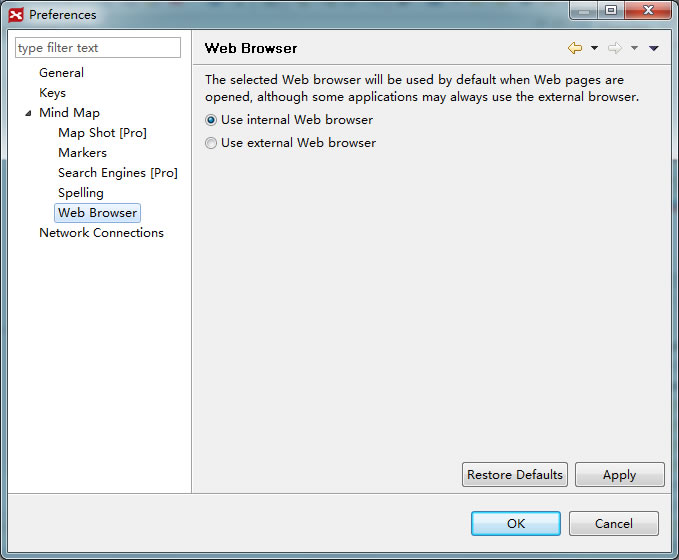 Preferences
type filter text
General
Keys
Mind Map
Map Shot [Pro]
Markers
Search Engines [Pro]
Spelling
Web Browser
Network Connections
Web Browser
The selected Web browser will be used by default when Web pages are
opened, although some applications may always use the external browser.
Use internal Web browser
Use external Web browser
Restore Defaults
Apply
OK
Cancel